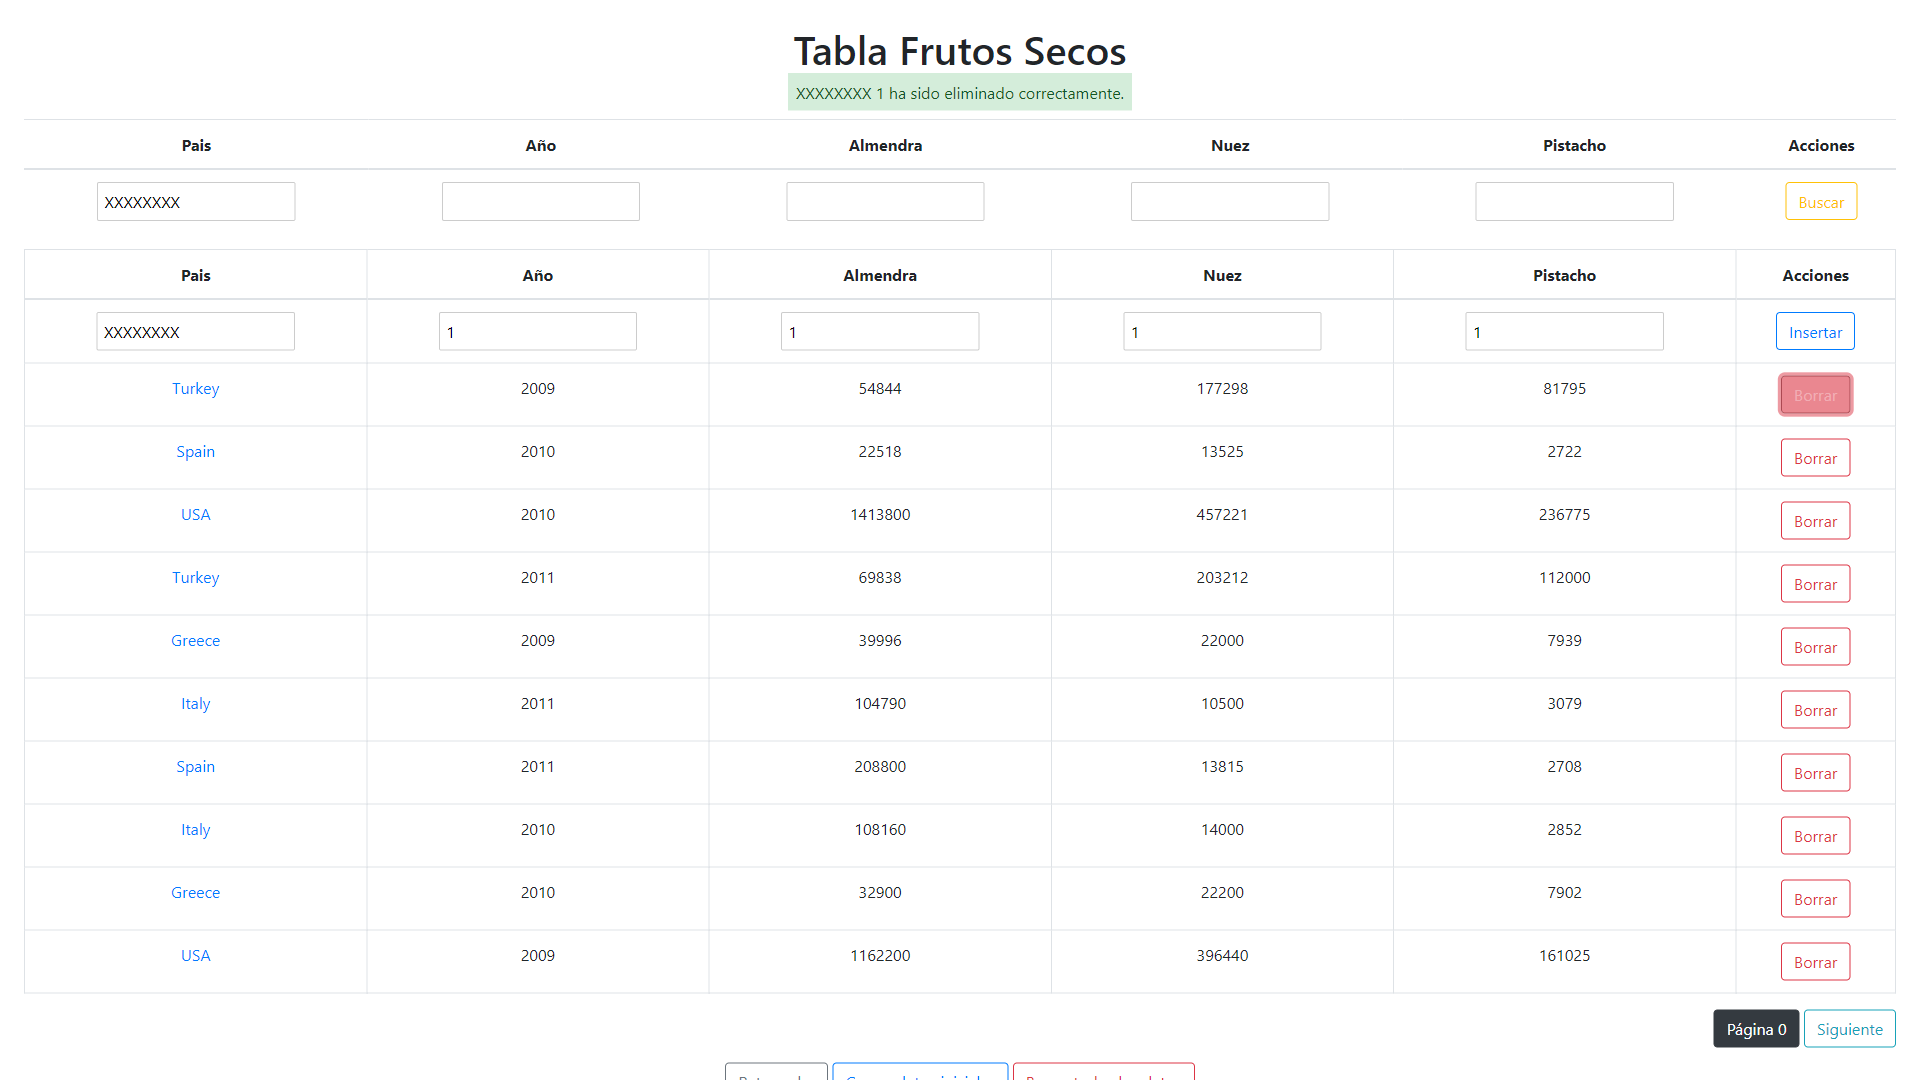 Tabla Frutos Secos
XXXXXXXX 1 ha sido eliminado correctamente.
Pais Año Almendra Nuez Pistacho Acciones
XXXXXXXX Buscar
Pais Año Almendra Nuez Pistacho Acciones
XXXXXXXX 1 1 1 1 Insertar
Turkey 2009 54844 177298 81795 Borrar
Spain 2010 22518 13525 2722 Borrar
USA 2010 1413800 457221 236775 Borrar
Turkey 2011 69838 203212 112000 Borrar
Greece 2009 39996 22000 7939 Borrar
Italy 2011 104790 10500 3079 Borrar
Spain 2011 208800 13815 2708 Borrar
Italy 2010 108160 14000 2852 Borrar
Greece 2010 32900 22200 7902 Borrar
USA 2009 1162200 396440 161025 Borrar
Página 0 Siguiente